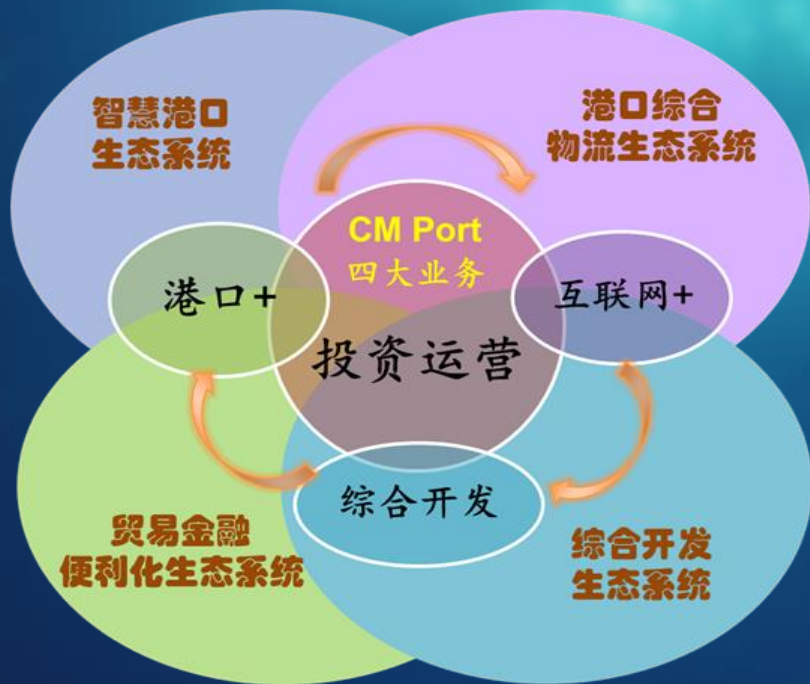 智慧港口
生态系统
港口综合
物流生态系统
CM Port
四大业务
港口+
互联网+
投资运营
综合开发
贸易金融
便利化生态系统
综合开发
生态系统